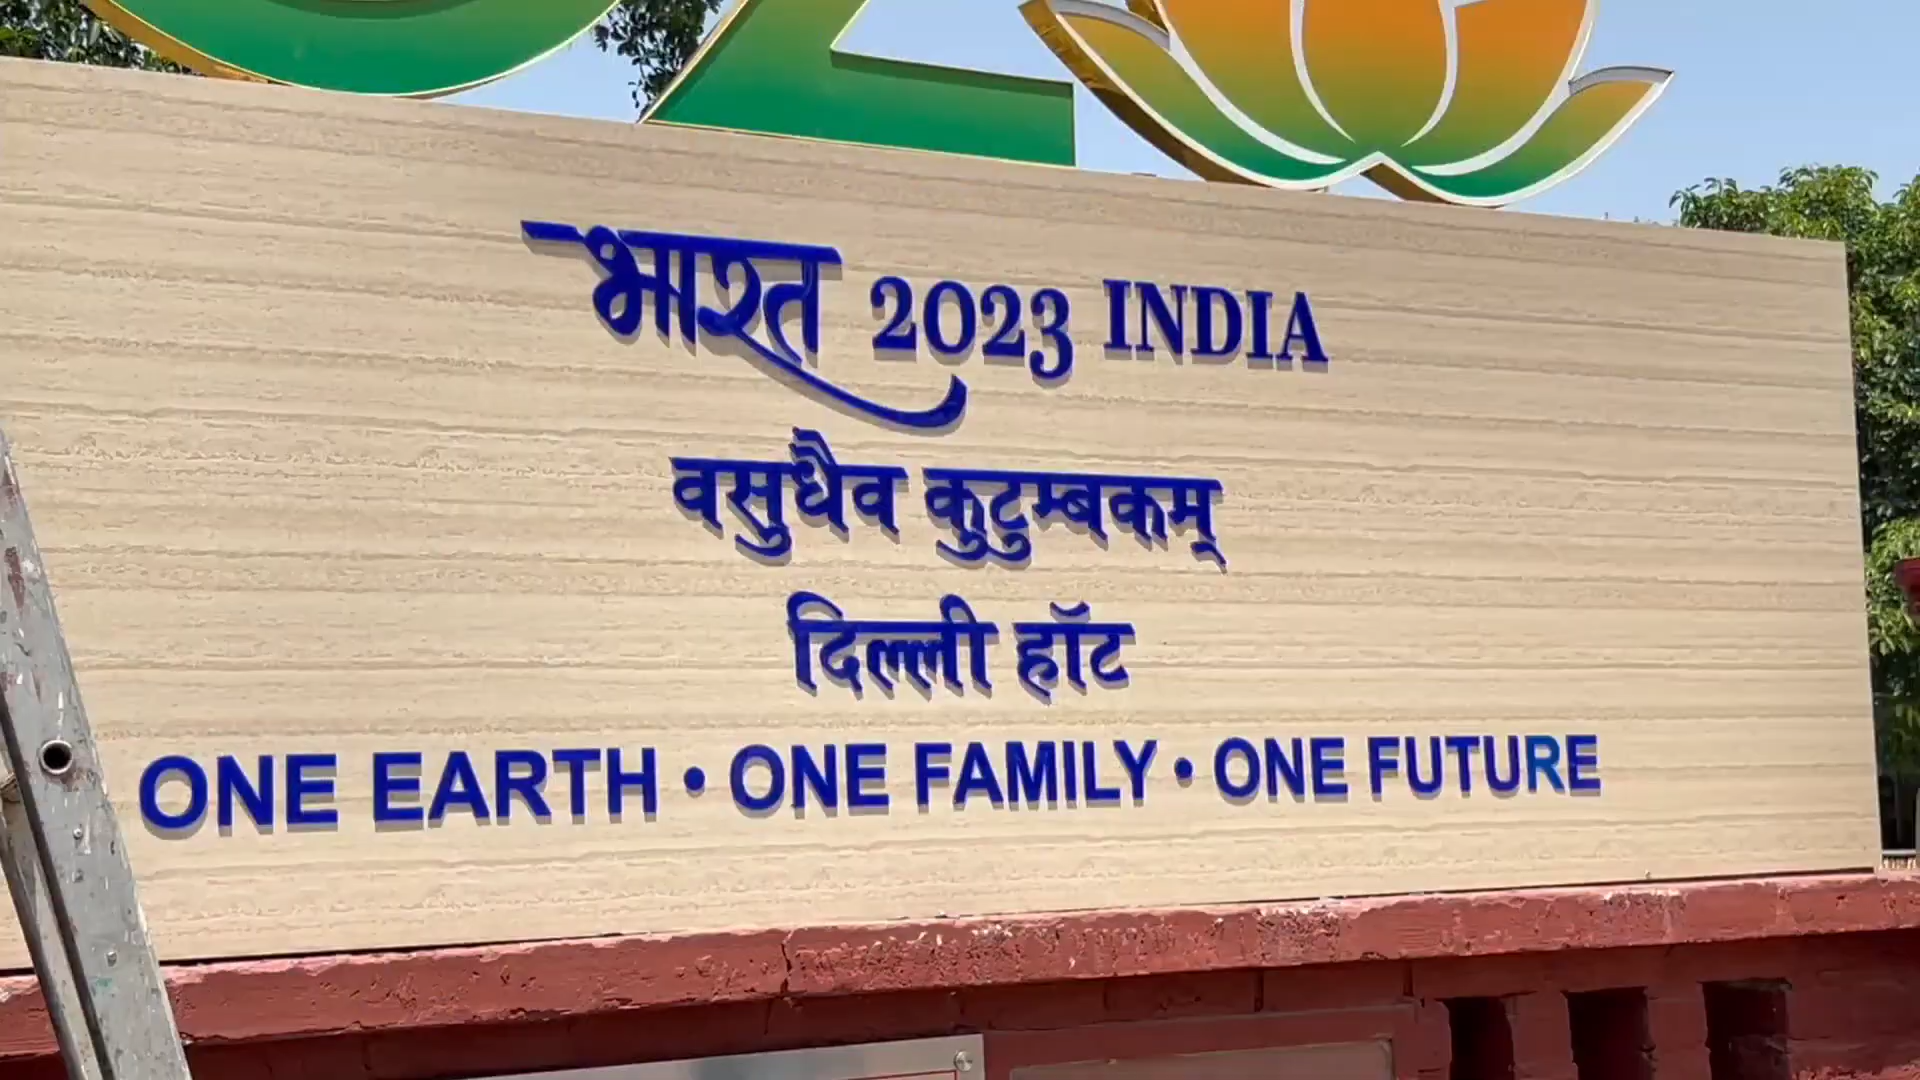 भारत 2023 INDIA
वसुधैव कुटुम्बकम्
दिल्ली हॉट
ONE EARTH • ONE FAMILY • ONE FUTURE